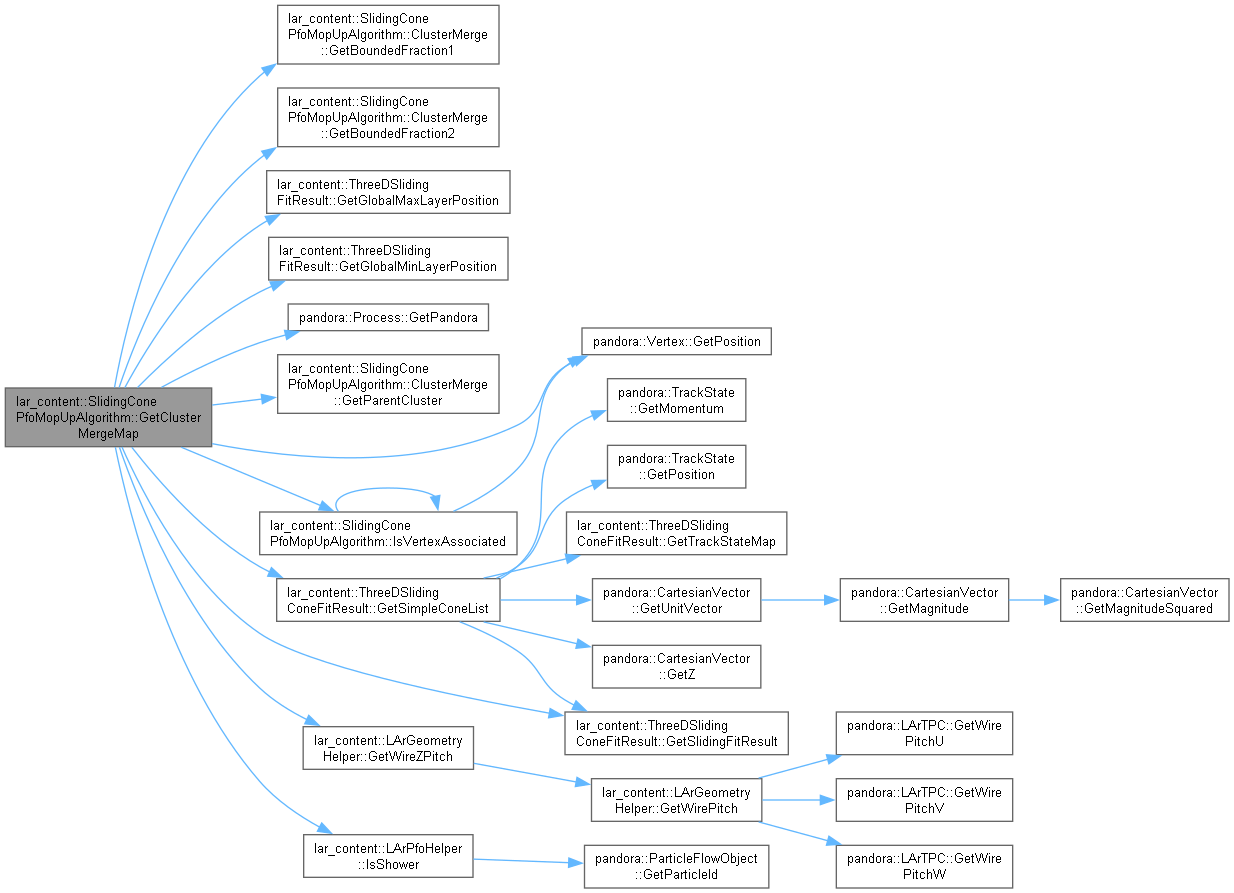 lar_content::SlidingCone
PfoMopUpAlgorithm::GetCluster
MergeMap
lar_content::SlidingCone
PfoMopUpAlgorithm::ClusterMerge
::GetBoundedFraction1
lar_content::SlidingCone
PfoMopUpAlgorithm::ClusterMerge
::GetBoundedFraction2
lar_content::ThreeDSliding
FitResult::GetGlobalMaxLayerPosition
lar_content::ThreeDSliding
FitResult::GetGlobalMinLayerPosition
pandora::Process::GetPandora
lar_content::SlidingCone
PfoMopUpAlgorithm::ClusterMerge
::GetParentCluster
pandora::Vertex::GetPosition
lar_content::SlidingCone
PfoMopUpAlgorithm::IsVertexAssociated
lar_content::ThreeDSliding
ConeFitResult::GetSimpleConeList
pandora::TrackState
::GetMomentum
pandora::TrackState
::GetPosition
lar_content::ThreeDSliding
ConeFitResult::GetTrackStateMap
pandora::CartesianVector
::GetUnitVector
pandora::CartesianVector
::GetMagnitude
pandora::CartesianVector
::GetMagnitudeSquared
pandora::CartesianVector
::GetZ
lar_content::ThreeDSliding
ConeFitResult::GetSlidingFitResult
lar_content::LArGeometry
Helper::GetWireZPitch
lar_content::LArGeometry
Helper::GetWirePitch
pandora::LArTPC::GetWire
PitchU
pandora::LArTPC::GetWire
PitchV
pandora::LArTPC::GetWire
PitchW
lar_content::LArPfoHelper
::IsShower
pandora::ParticleFlowObject
::GetParticleId